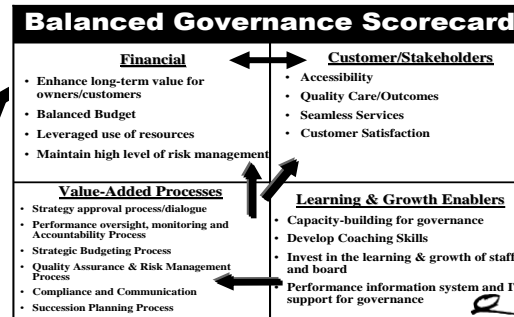 Balanced Governance Scorecard
Financial
• Enhance long-term value for
owners/customers
• Balanced Budget
• Leveraged use of resources
• Maintain high level of risk management
Customer/Stakeholders
• Accessibility
• Quality Care/Outcomes
• Seamless Services
• Customer Satisfaction
Value-Added Processes
• Strategy approval process/dialogue
• Performance oversight, monitoring and
Accountability Process
• Strategic Budgeting Process
• Quality Assurance & Risk Management
Process
• Compliance and Communication
• Succession Planning Process
Learning & Growth Enablers
• Capacity-building for governance
• Develop Coaching Skills
• Invest in the learning & growth of staff
and board
• Performance information system and
support for governance